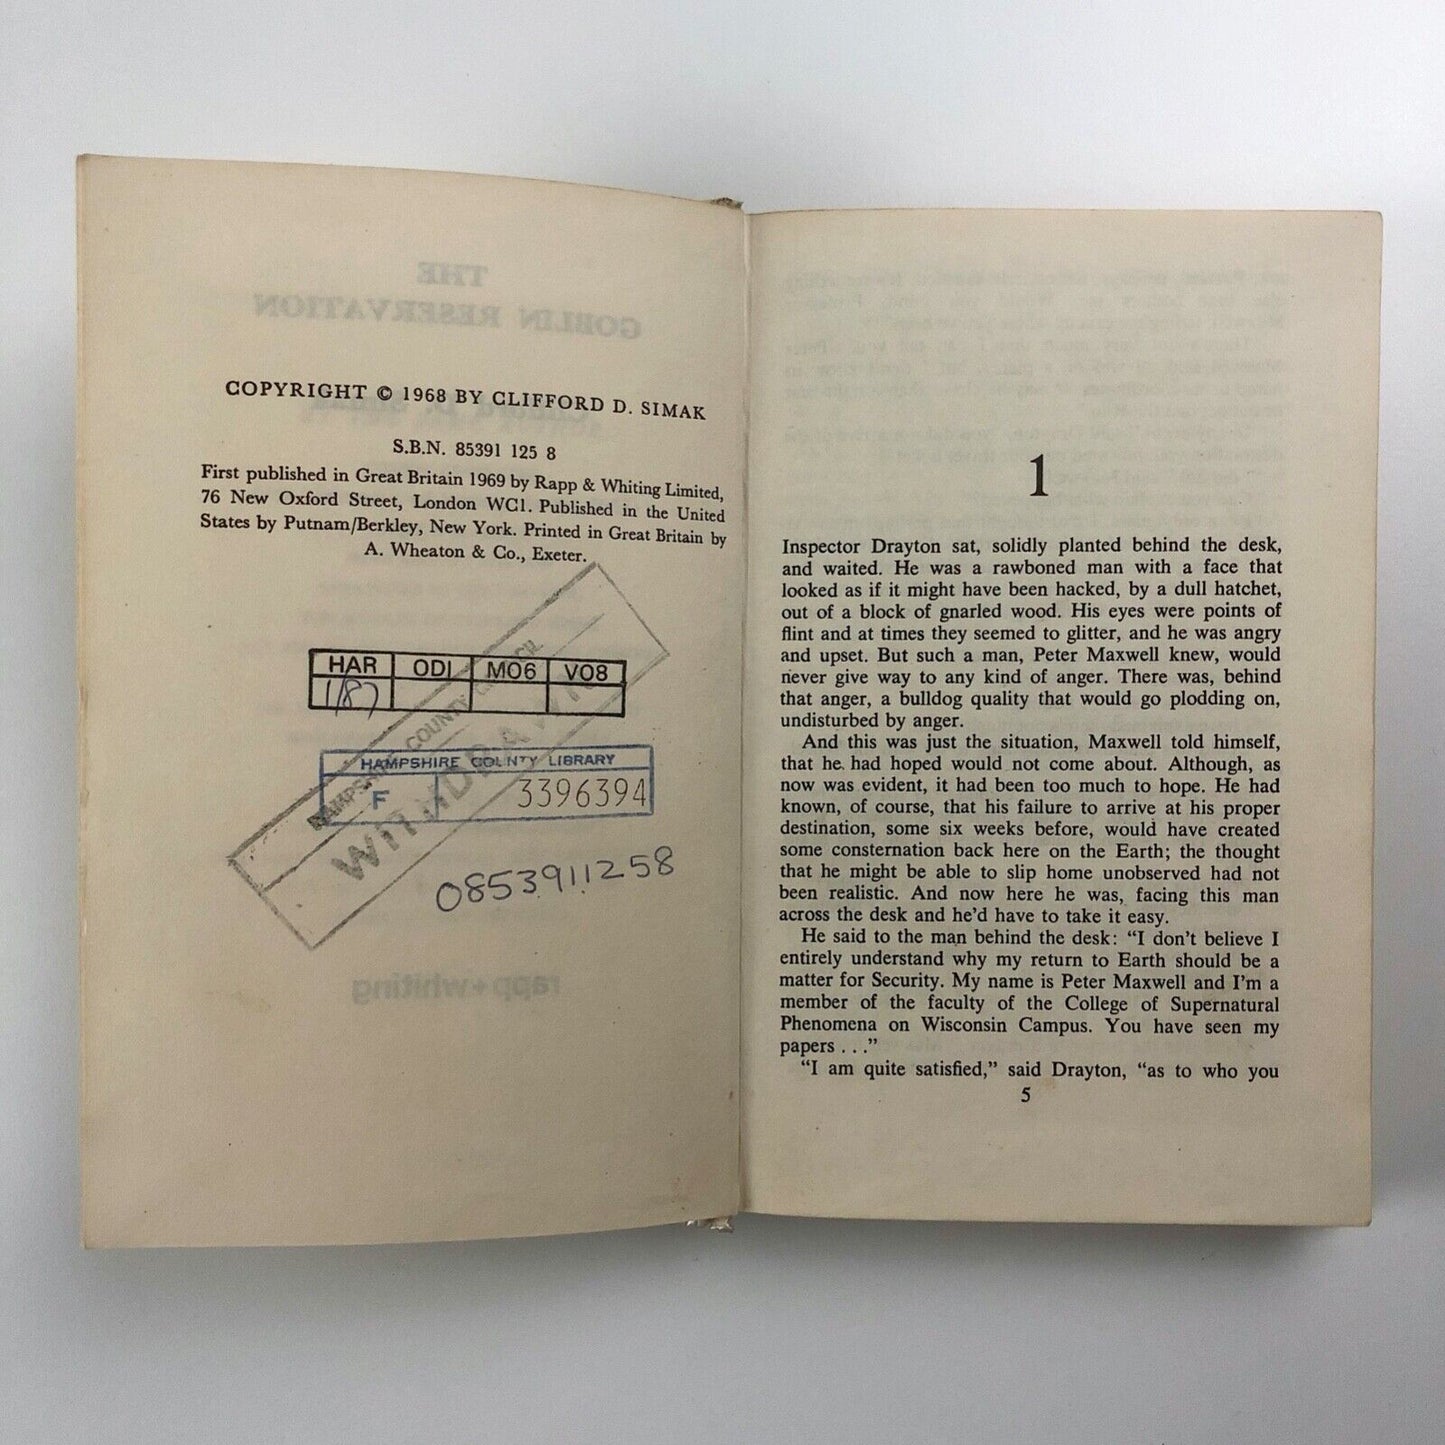 THE
GOBLIN RESERVATION
COPYRIGHT © 1968 BY CLIFFORD D. SIMAK
S.B.N. 85391 125 8
First published in Great Britain 1969 by Rapp & Whiting Limited,
76 New Oxford Street, London WC1. Published in the United
States by Putnam/Berkley, New York. Printed in Great Britain by
A. Wheaton & Co., Exeter.
HAR ODI MO6 VO8
1/87
HAMPSHIRE COUNTY
WITHDRAWN
HAMPSHIRE COUNTY LIBRARY
F 3396394
0853911258
rapp+whiting
1
Inspector Drayton sat, solidly planted behind the desk,
and waited. He was a rawboned man with a face that
looked as if it might have been hacked, by a dull hatchet,
out of a block of gnarled wood. His eyes were points of
flint and at times they seemed to glitter, and he was angry
and upset. But such a man, Peter Maxwell knew, would
never give way to any kind of anger. There was, behind
that anger, a bulldog quality that would go plodding on,
undisturbed by anger.
And this was just the situation, Maxwell told himself,
that he had hoped would not come about. Although, as
now was evident, it had been too much to hope. He had
known, of course, that his failure to arrive at his proper
destination, some six weeks before, would have created
some consternation back here on the Earth; the thought
that he might be able to slip home unobserved had not
been realistic. And now here he was, facing this man
across the desk and he'd have to take it easy.
He said to the man behind the desk: "I don't believe I
entirely understand why my return to Earth should be a
matter for Security. My name is Peter Maxwell and I'm a
member of the faculty of the College of Supernatural
Phenomena on Wisconsin Campus. You have seen my
papers . . ."
"I am quite satisfied," said Drayton, "as to who you
5